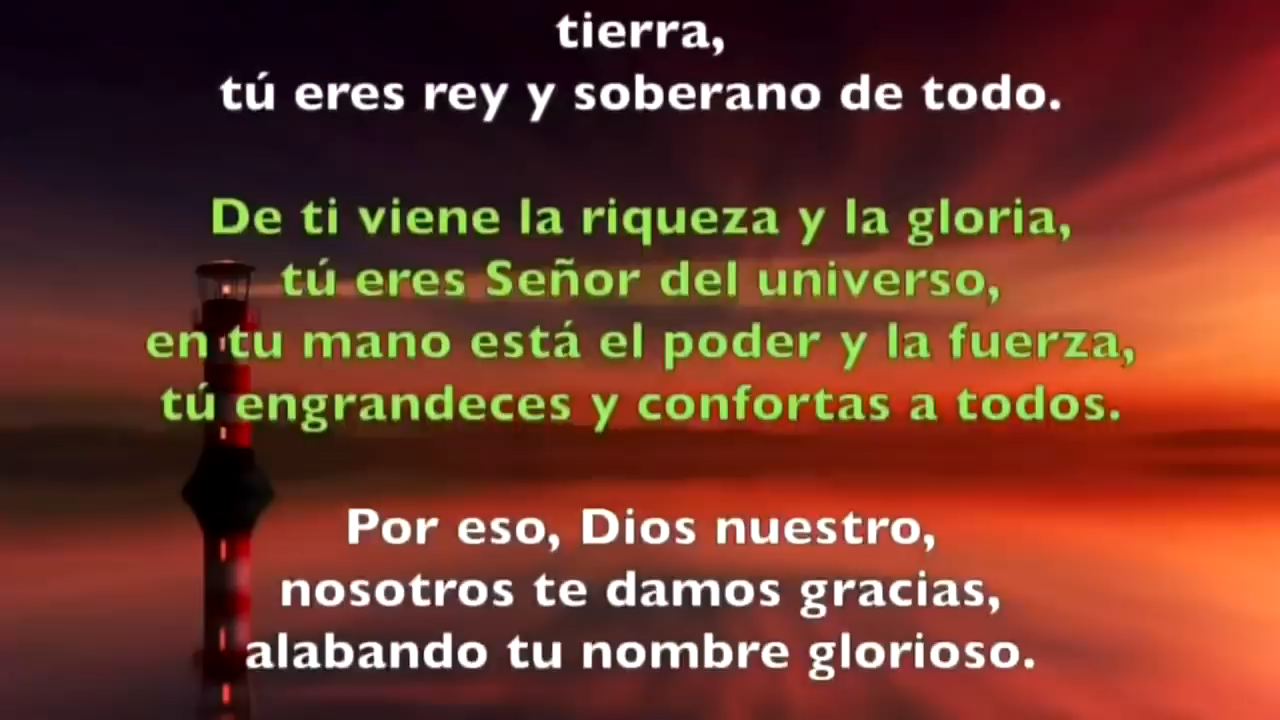 tierra,
tú eres rey y soberano de todo.
De ti viene la riqueza y la gloria,
tú eres Señor del universo,
en tu mano está el poder y la fuerza,
tú engrandeces y confortas a todos.
Por eso, Dios nuestro,
nosotros te damos gracias,
alabando tu nombre glorioso.